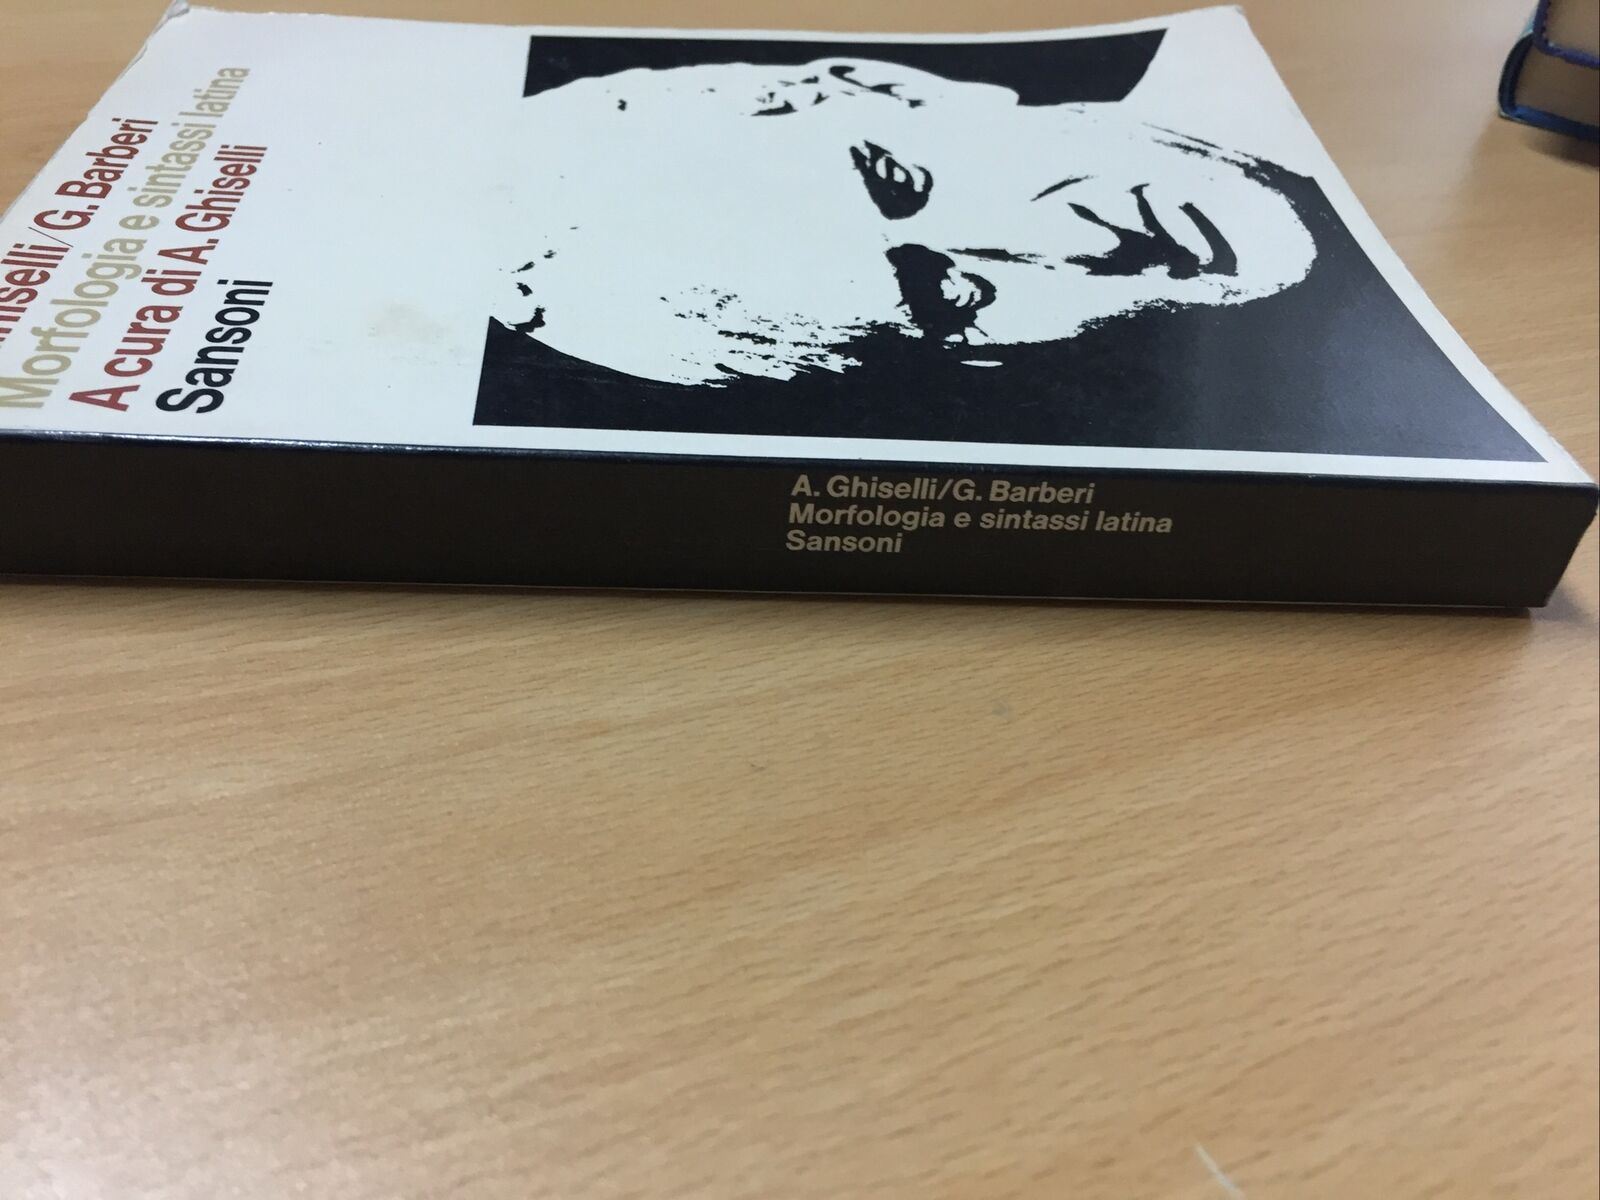 G. Barberi
Morfologia e sintassi latina
A cura di A. Ghiselli
Sansoni
A. Ghiselli/G. Barberi
Morfologia e sintassi latina
Sansoni